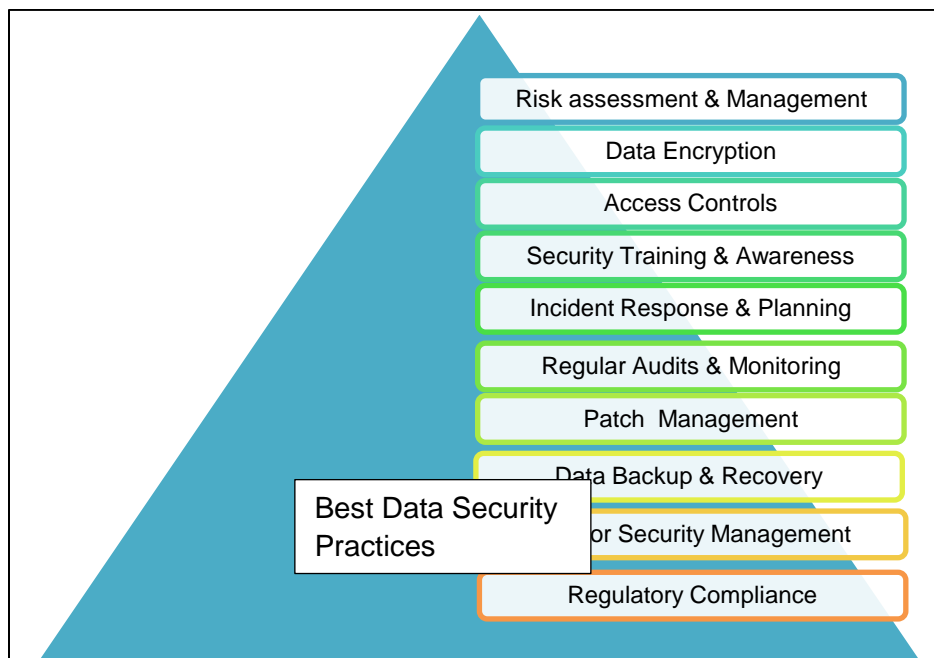 Risk assessment & Management
Data Encryption
Access Controls
Security Training & Awareness
Incident Response & Planning
Regular Audits & Monitoring
Patch  Management
Data Backup & Recovery
Best Data Security
Practices
Security Management
Regulatory Compliance